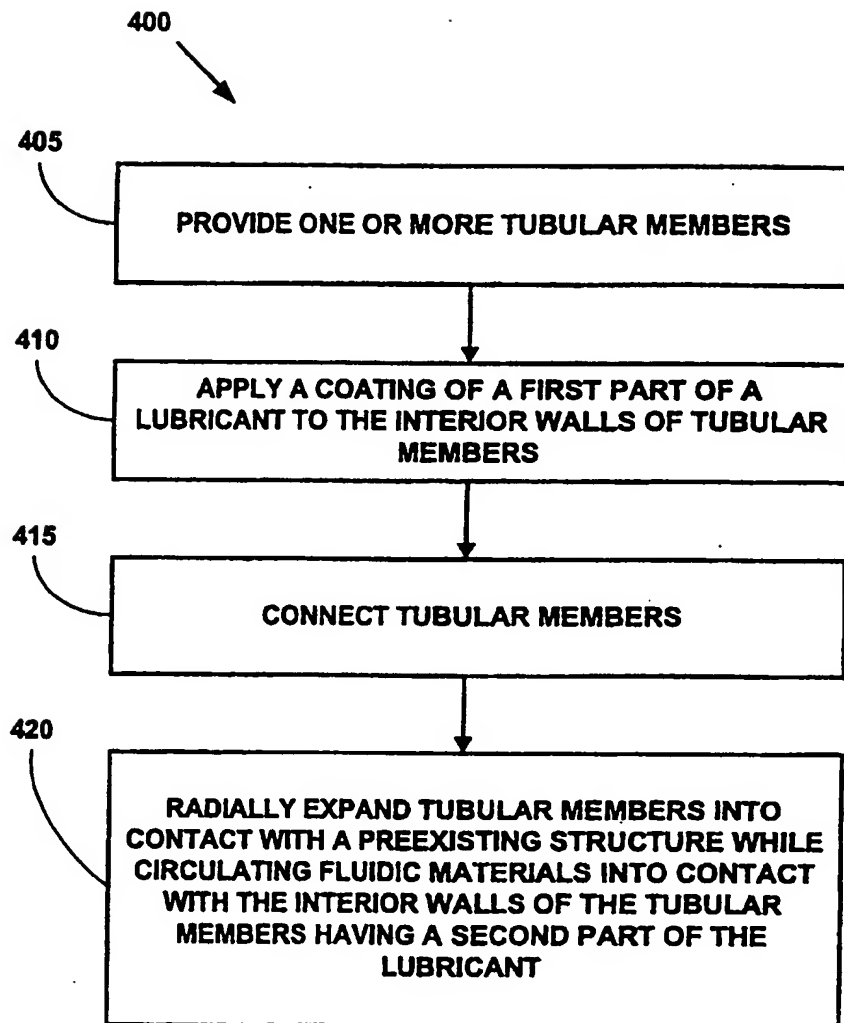 400
405
PROVIDE ONE OR MORE TUBULAR MEMBERS
410
APPLY A COATING OF A FIRST PART OF A
LUBRICANT TO THE INTERIOR WALLS OF TUBULAR
MEMBERS
415
CONNECT TUBULAR MEMBERS
420
RADIALLY EXPAND TUBULAR MEMBERS INTO
CONTACT WITH A PREEXISTING STRUCTURE WHILE
CIRCULATING FLUIDIC MATERIALS INTO CONTACT
WITH THE INTERIOR WALLS OF THE TUBULAR
MEMBERS HAVING A SECOND PART OF THE
LUBRICANT